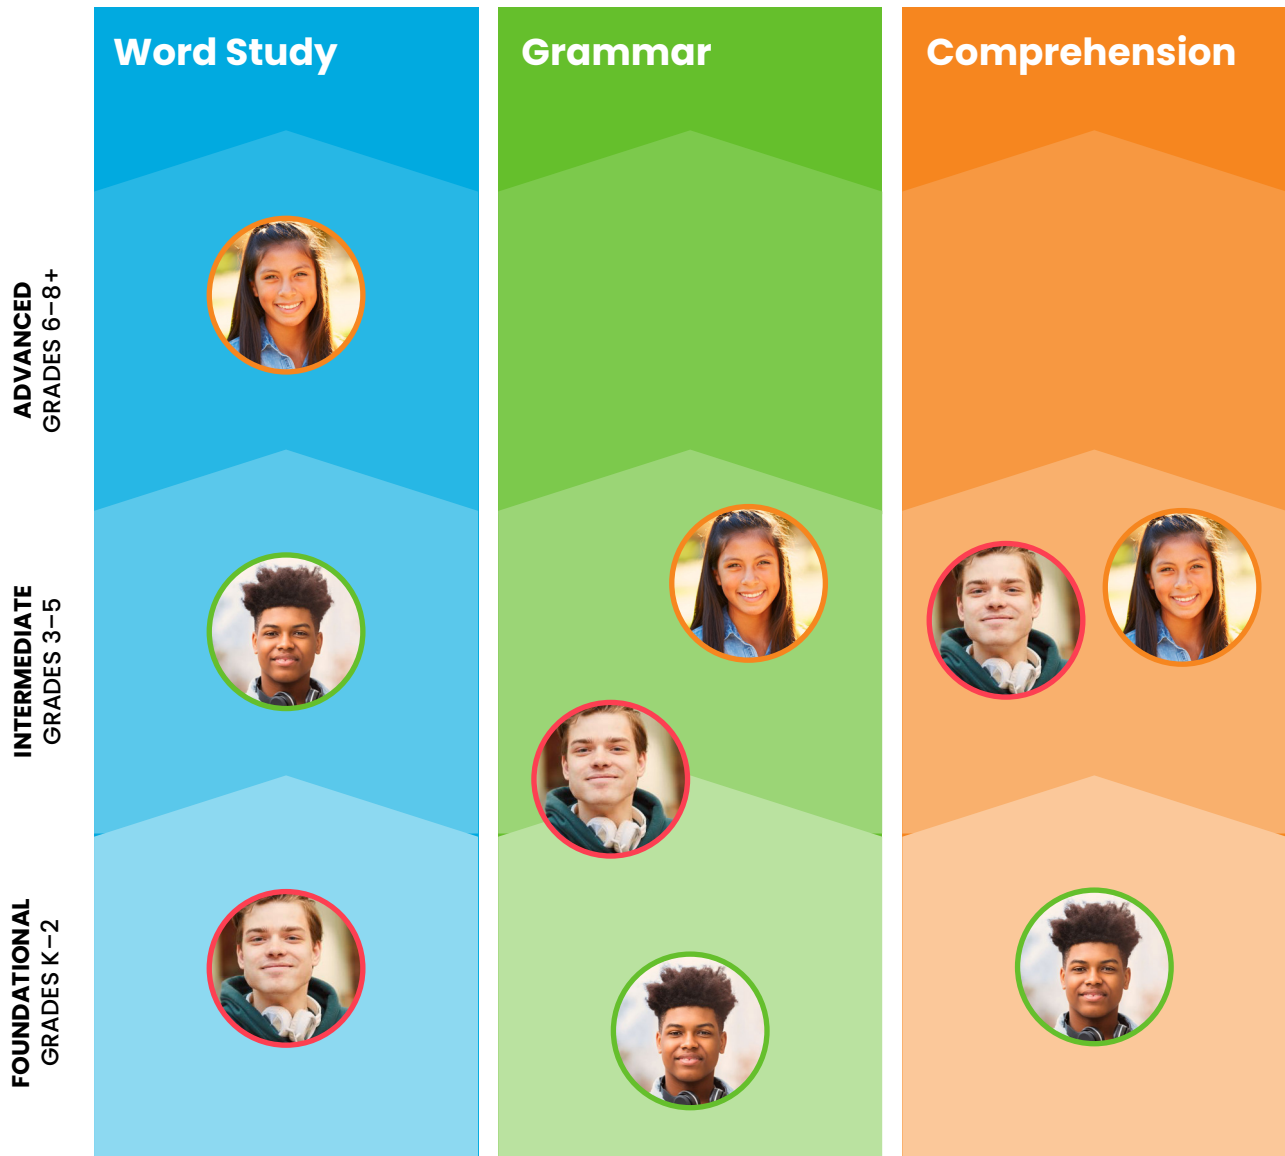 Word Study
Grammar
Comprehension
ADVANCED
GRADES 6–8+
INTERMEDIATE
GRADES 3–5
FOUNDATIONAL
GRADES K–2